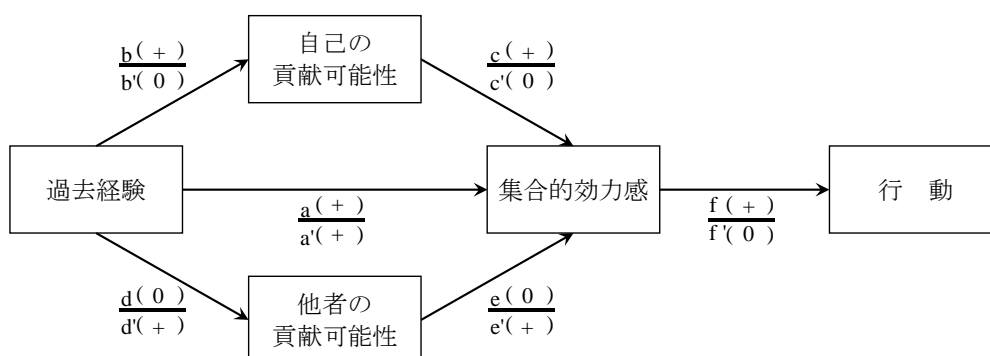 b(+)
b'(0)
自己の
貢献可能性
c(+)
c'(0)
過去経験
a(+)
a'(+)
集合的効力感
f(+)
f'(0)
行 動
d(0)
d'(+)
他者の
貢献可能性
e(0)
e'(+)